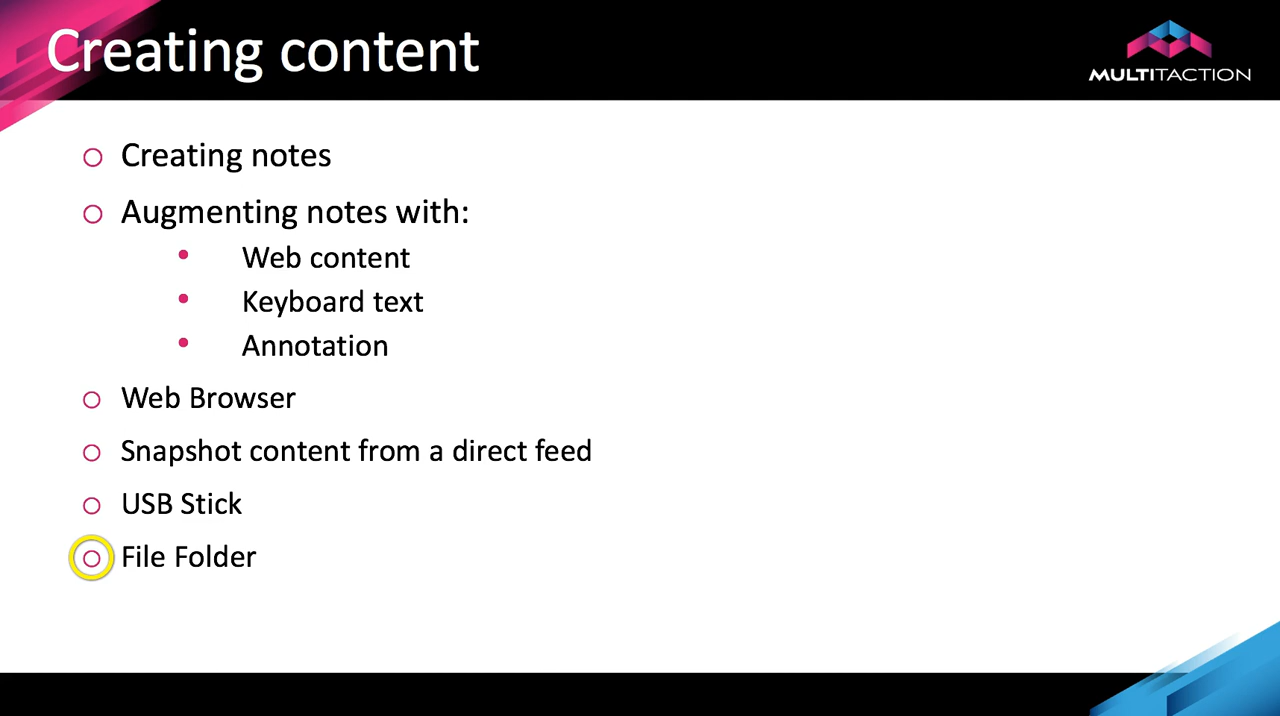 Creating content
MULTITACTION
Creating notes
Augmenting notes with:
Web content
Keyboard text
Annotation
Web Browser
Snapshot content from a direct feed
USB Stick
File Folder